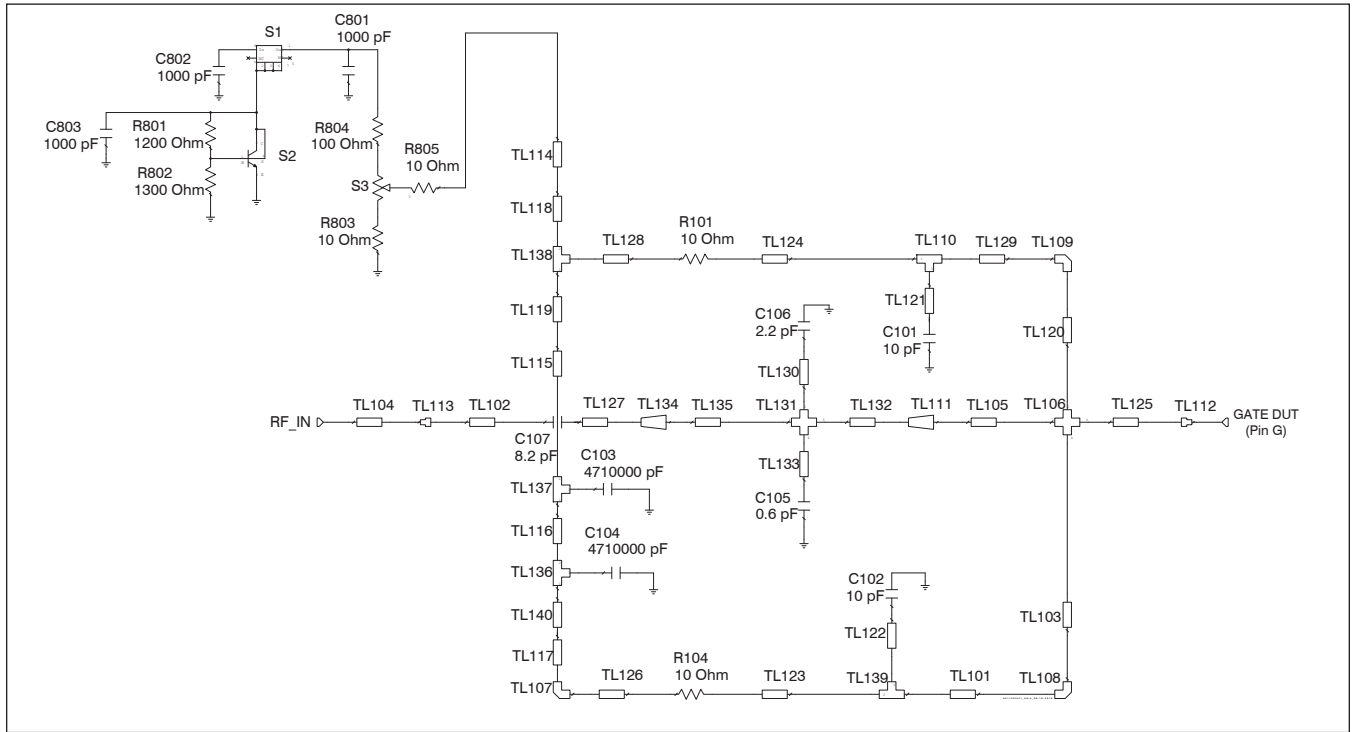 S1
C801
1000 pF
C802
1000 pF
C803
1000 pF
R801
1200 Ohm
S2
R802
1300 Ohm
R804
100 Ohm
R805
10 Ohm
S3
R803
10 Ohm
TL114
TL118
TL138
TL128
R101
10 Ohm
TL124
TL110
TL129
TL109
TL119
C106
2.2 pF
TL121
C101
10 pF
TL120
TL115
TL130
RF_IN
TL104
TL113
TL102
TL127
TL134
TL135
TL131
TL132
TL111
TL105
TL106
TL125
TL112
GATE DUT
(Pin G)
C107
8.2 pF
C103
4710000 pF
TL133
TL137
C105
0.6 pF
TL116
C104
4710000 pF
TL136
C102
10 pF
TL140
TL103
TL122
TL117
R104
10 Ohm
TL107
TL126
TL123
TL139
TL101
TL108